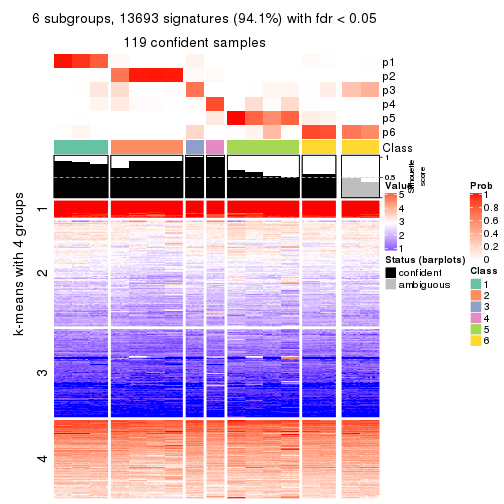 6 subgroups, 13693 signatures (94.1%) with fdr < 0.05
119 confident samples
p1
p2
p3
p4
p5
p6
Class
1
0.5
0
Silhouette
score
k-means with 4 groups
1
2
3
4
Value
5
4
3
2
1
Status (barplots)
confident
ambiguous
Prob
1
0.8
0.6
0.4
0.2
0
Class
1
2
3
4
5
6